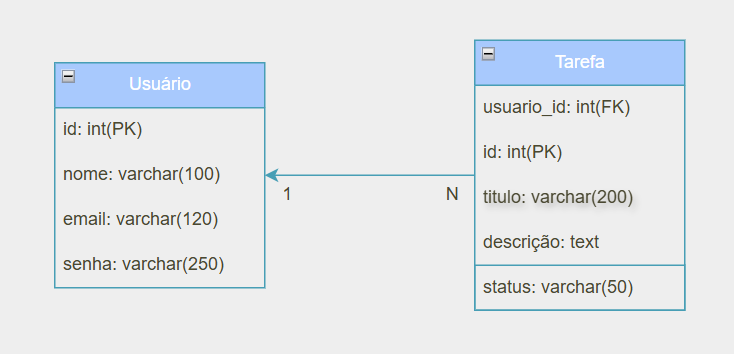 Usuário
id: int(PK)
nome: varchar(100)
email: varchar(120)
senha: varchar(250)
1
N
Tarefa
usuario_id: int(FK)
id: int(PK)
titulo: varchar(200)
descrição: text
status: varchar(50)